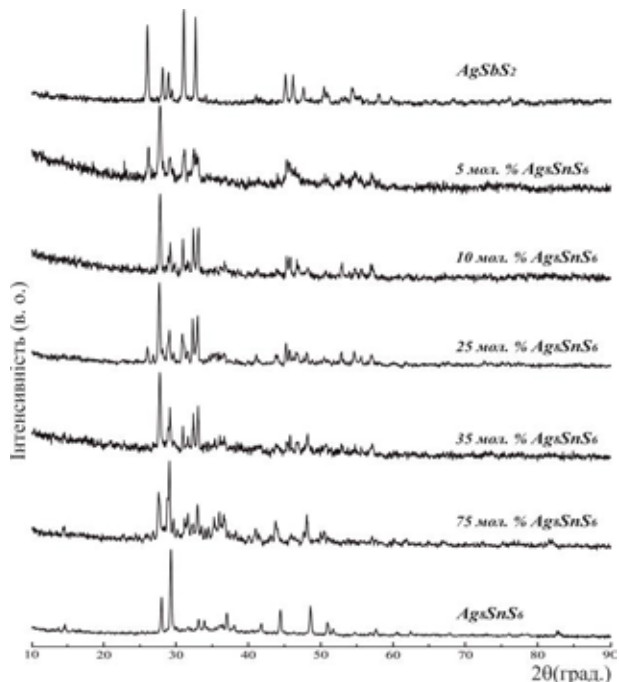 AgSbS₂
5 мол. % Ag₈SnS₆
10 мол. % Ag₈SnS₆
25 мол. % Ag₈SnS₆
35 мол. % Ag₈SnS₆
75 мол. % Ag₈SnS₆
Ag₈SnS₆
Інтенсивність (в. о.)
10 20 30 40 50 60 70 80 90
2θ(град.)